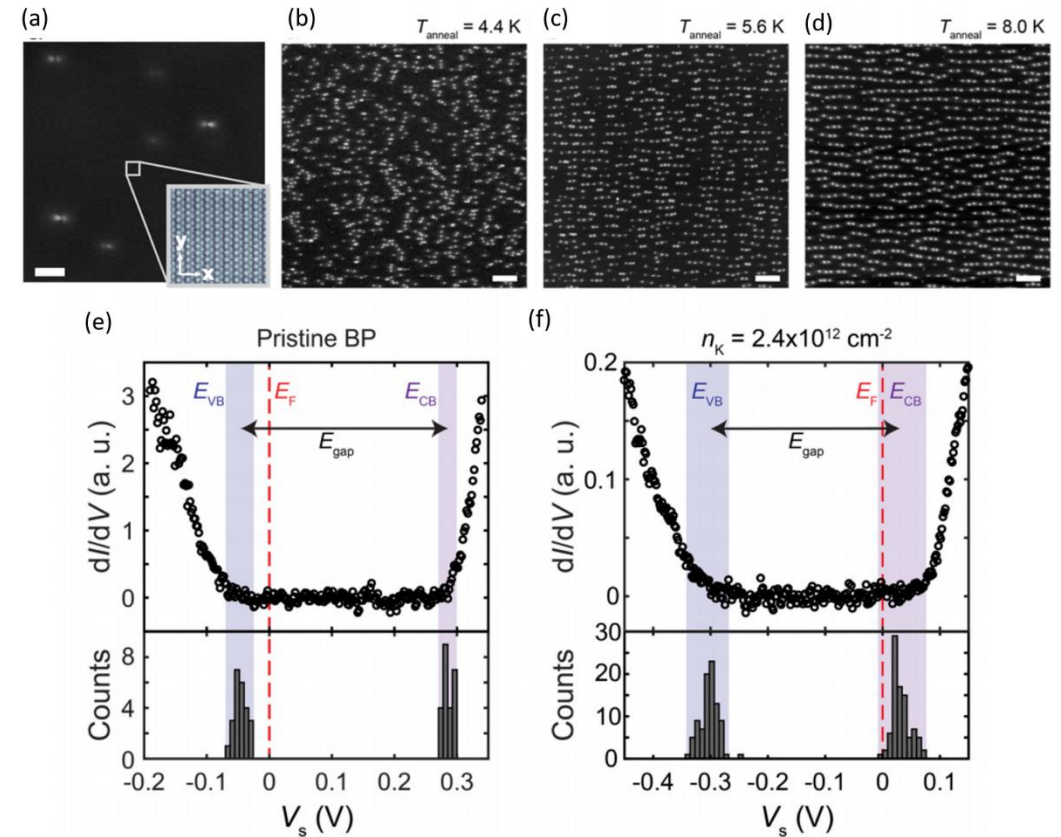 (a)
(b)
T_anneal = 4.4 K
(c)
T_anneal = 5.6 K
(d)
T_anneal = 8.0 K
y
x
(e)
Pristine BP
(f)
n_K = 2.4x10¹² cm⁻²
3
2
1
0
E_VB
E_F
E_CB
E_gap
dI/dV (a. u.)
8
4
0
Counts
-0.2 -0.1 0 0.1 0.2 0.3
V_s (V)
0.2
0.1
0
E_VB
E_F
E_CB
E_gap
dI/dV (a. u.)
30
20
10
0
Counts
-0.4 -0.3 -0.2 -0.1 0 0.1
V_s (V)